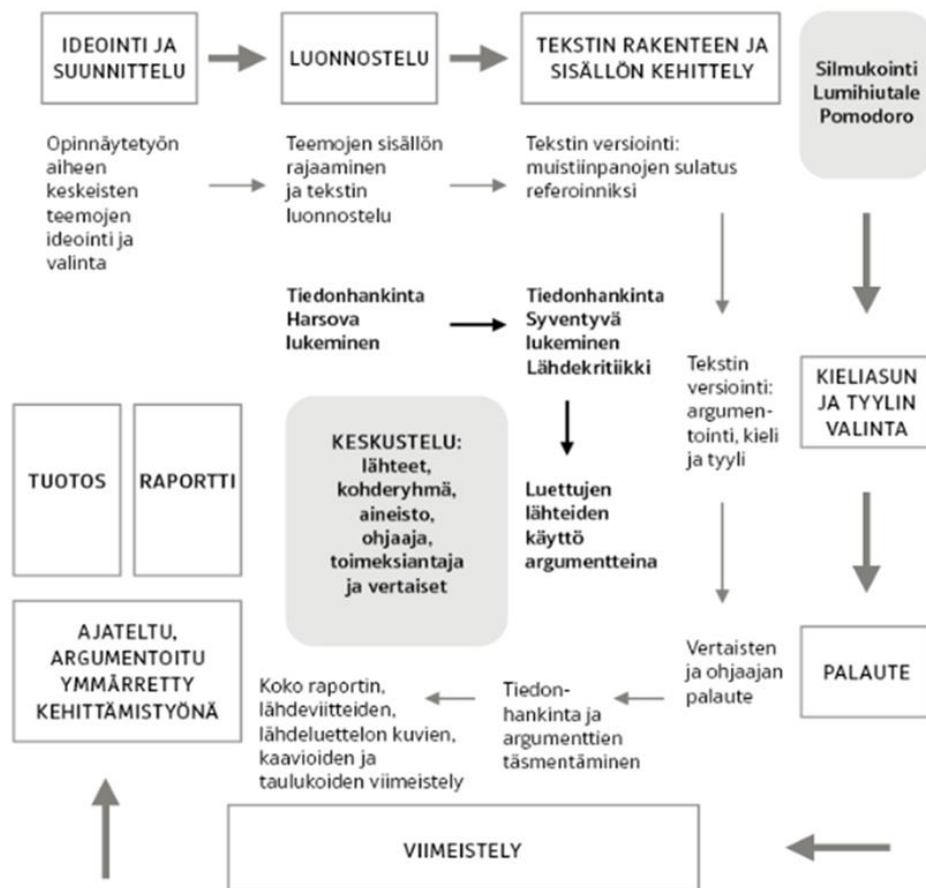 IDEOINTI JA
SUUNNITTELU
LUONNOSTELU
TEKSTIN RAKENTEEN JA
SISÄLLÖN KEHITTELY
Silmukointi
Lumihiutale
Pomodoro
Opinnäytetyön
aiheen
keskeisten
teemojen
ideointi ja
valinta
Teemojen sisällön
rajaaminen
ja tekstin
luonnostelu
Tekstin versiointi:
muistiinpanojen sulatus
referoinniksi
Tiedonhankinta
Harsova
lukeminen
Tiedonhankinta
Syventyvä
lukeminen
Lähdekritiikki
Tekstin
versiointi:
argumen-
tointi, kieli
ja tyyli
KIELIASUN
JA TYYLIN
VALINTA
TUOTOS
RAPORTTI
KESKUSTELU:
lähteet,
kohderyhmä,
aineisto,
ohjaaja,
toimeksiantaja
ja vertaiset
Luettujen
lähteiden
käyttö
argumentteina
AJATELTU,
ARGUMENTOITU
YMMÄRRETTY
KEHITTÄMISTYÖNÄ
Koko raportin,
lähdeviitteiden,
lähdeluettelon kuvien,
kaavioiden ja
taulukoiden viimeistely
Tiedon-
hankinta ja
argumenttien
täsmentäminen
Vertaisten
ja ohjaajan
palaute
PALAUTE
VIIMEISTELY